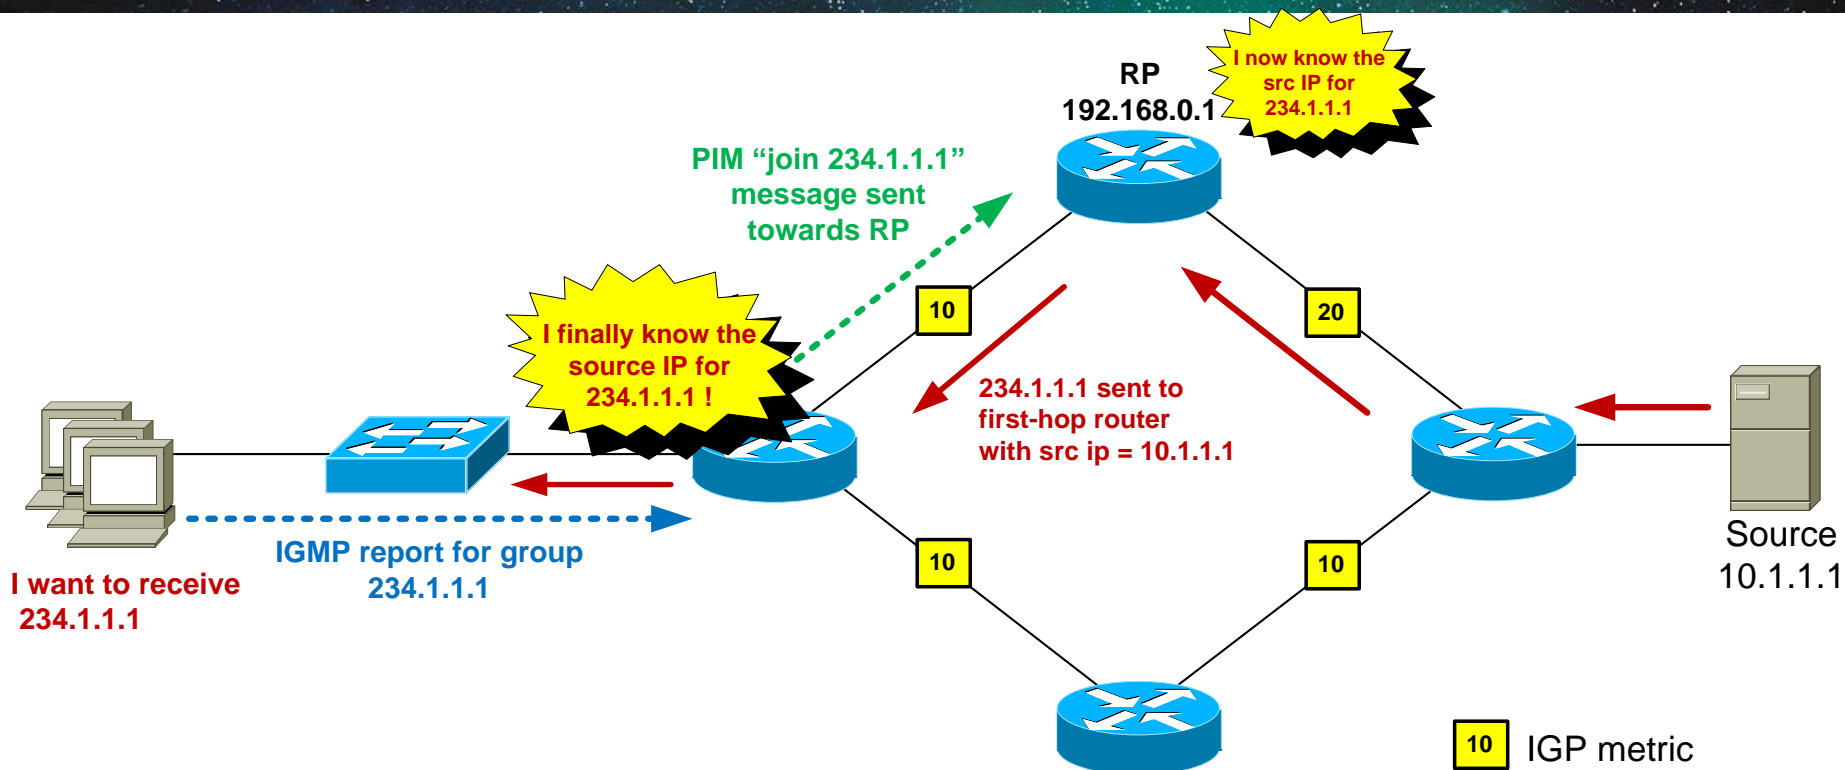 RP
192.168.0.1
I now know the
src IP for
234.1.1.1
PIM “join 234.1.1.1”
message sent
towards RP
10
20
I finally know the
source IP for
234.1.1.1 !
234.1.1.1 sent to
first-hop router
with src ip = 10.1.1.1
IGMP report for group
234.1.1.1
I want to receive
234.1.1.1
10
10
Source
10.1.1.1
10 IGP metric